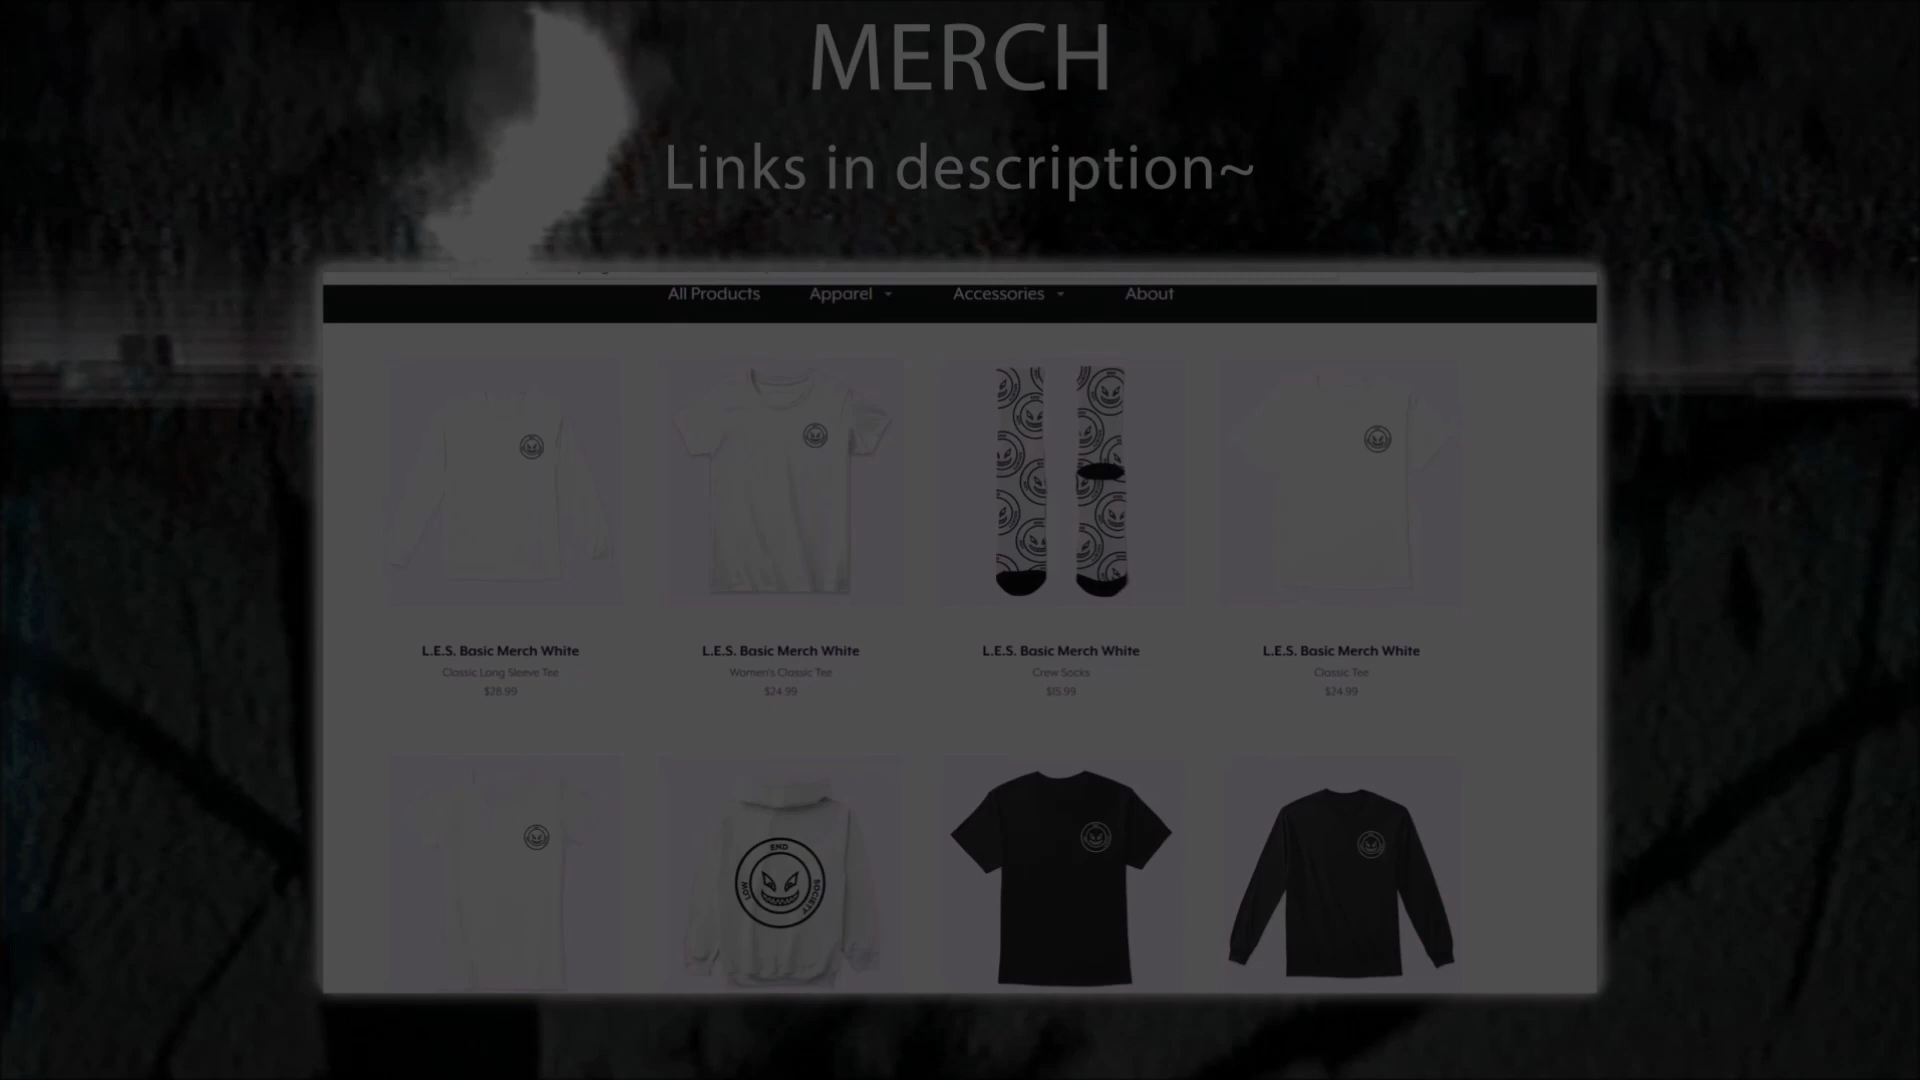 MERCH
Links in description~
All Products Apparel Accessories About
L.E.S. Basic Merch White
Classic Long Sleeve Tee
$28.99
L.E.S. Basic Merch White
Women's Classic Tee
$24.99
L.E.S. Basic Merch White
Crew Socks
$15.99
L.E.S. Basic Merch White
Classic Tee
$24.99
LOW END SOCIETY